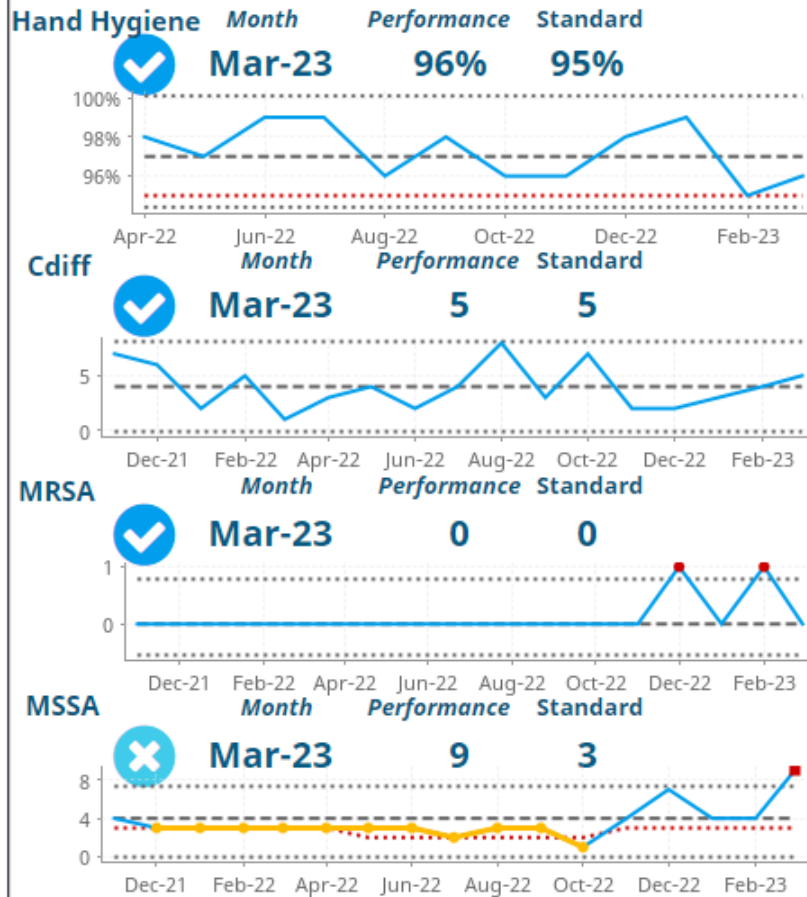 Hand Hygiene Month Performance Standard
Mar-23 96% 95%
100%
98%
96%
Apr-22 Jun-22 Aug-22 Oct-22 Dec-22 Feb-23
Cdiff Month Performance Standard
Mar-23 5 5
5
0
Dec-21 Feb-22 Apr-22 Jun-22 Aug-22 Oct-22 Dec-22 Feb-23
MRSA Month Performance Standard
Mar-23 0 0
1
0
Dec-21 Feb-22 Apr-22 Jun-22 Aug-22 Oct-22 Dec-22 Feb-23
MSSA Month Performance Standard
Mar-23 9 3
8
4
0
Dec-21 Feb-22 Apr-22 Jun-22 Aug-22 Oct-22 Dec-22 Feb-23